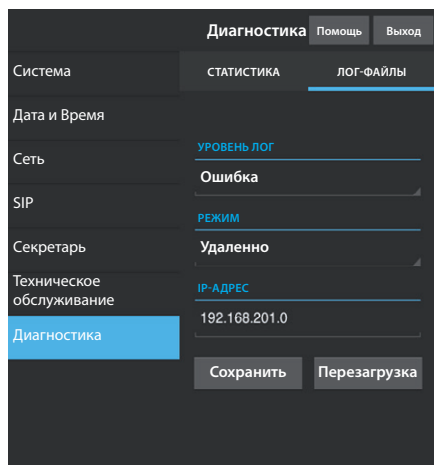 Диагностика Помощь Выход
Система
Дата и Время
Сеть
SIP
Секретарь
Техническое
обслуживание
Диагностика
СТАТИСТИКА ЛОГ-ФАЙЛЫ
УРОВЕНЬ ЛОГ
Ошибка
РЕЖИМ
Удаленно
IP-АДРЕС
192.168.201.0
Сохранить Перезагрузка